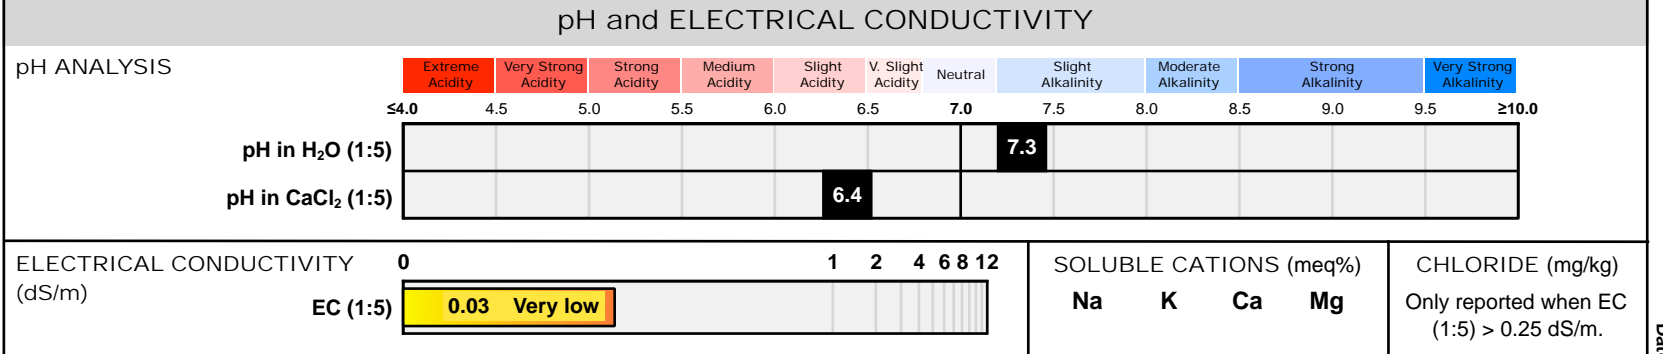 pH and ELECTRICAL CONDUCTIVITY
pH ANALYSIS
Extreme Acidity
Very Strong Acidity
Strong Acidity
Medium Acidity
Slight Acidity
V. Slight Acidity
Neutral
Slight Alkalinity
Moderate Alkalinity
Strong Alkalinity
Very Strong Alkalinity
≤4.0 4.5 5.0 5.5 6.0 6.5 7.0 7.5 8.0 8.5 9.0 9.5 ≥10.0
pH in H₂O (1:5) 7.3
pH in CaCl₂ (1:5) 6.4
ELECTRICAL CONDUCTIVITY
(dS/m)
0 1 2 4 6 8 12
EC (1:5) 0.03 Very low
SOLUBLE CATIONS (meq%)
Na K Ca Mg
CHLORIDE (mg/kg)
Only reported when EC
(1:5) > 0.25 dS/m.